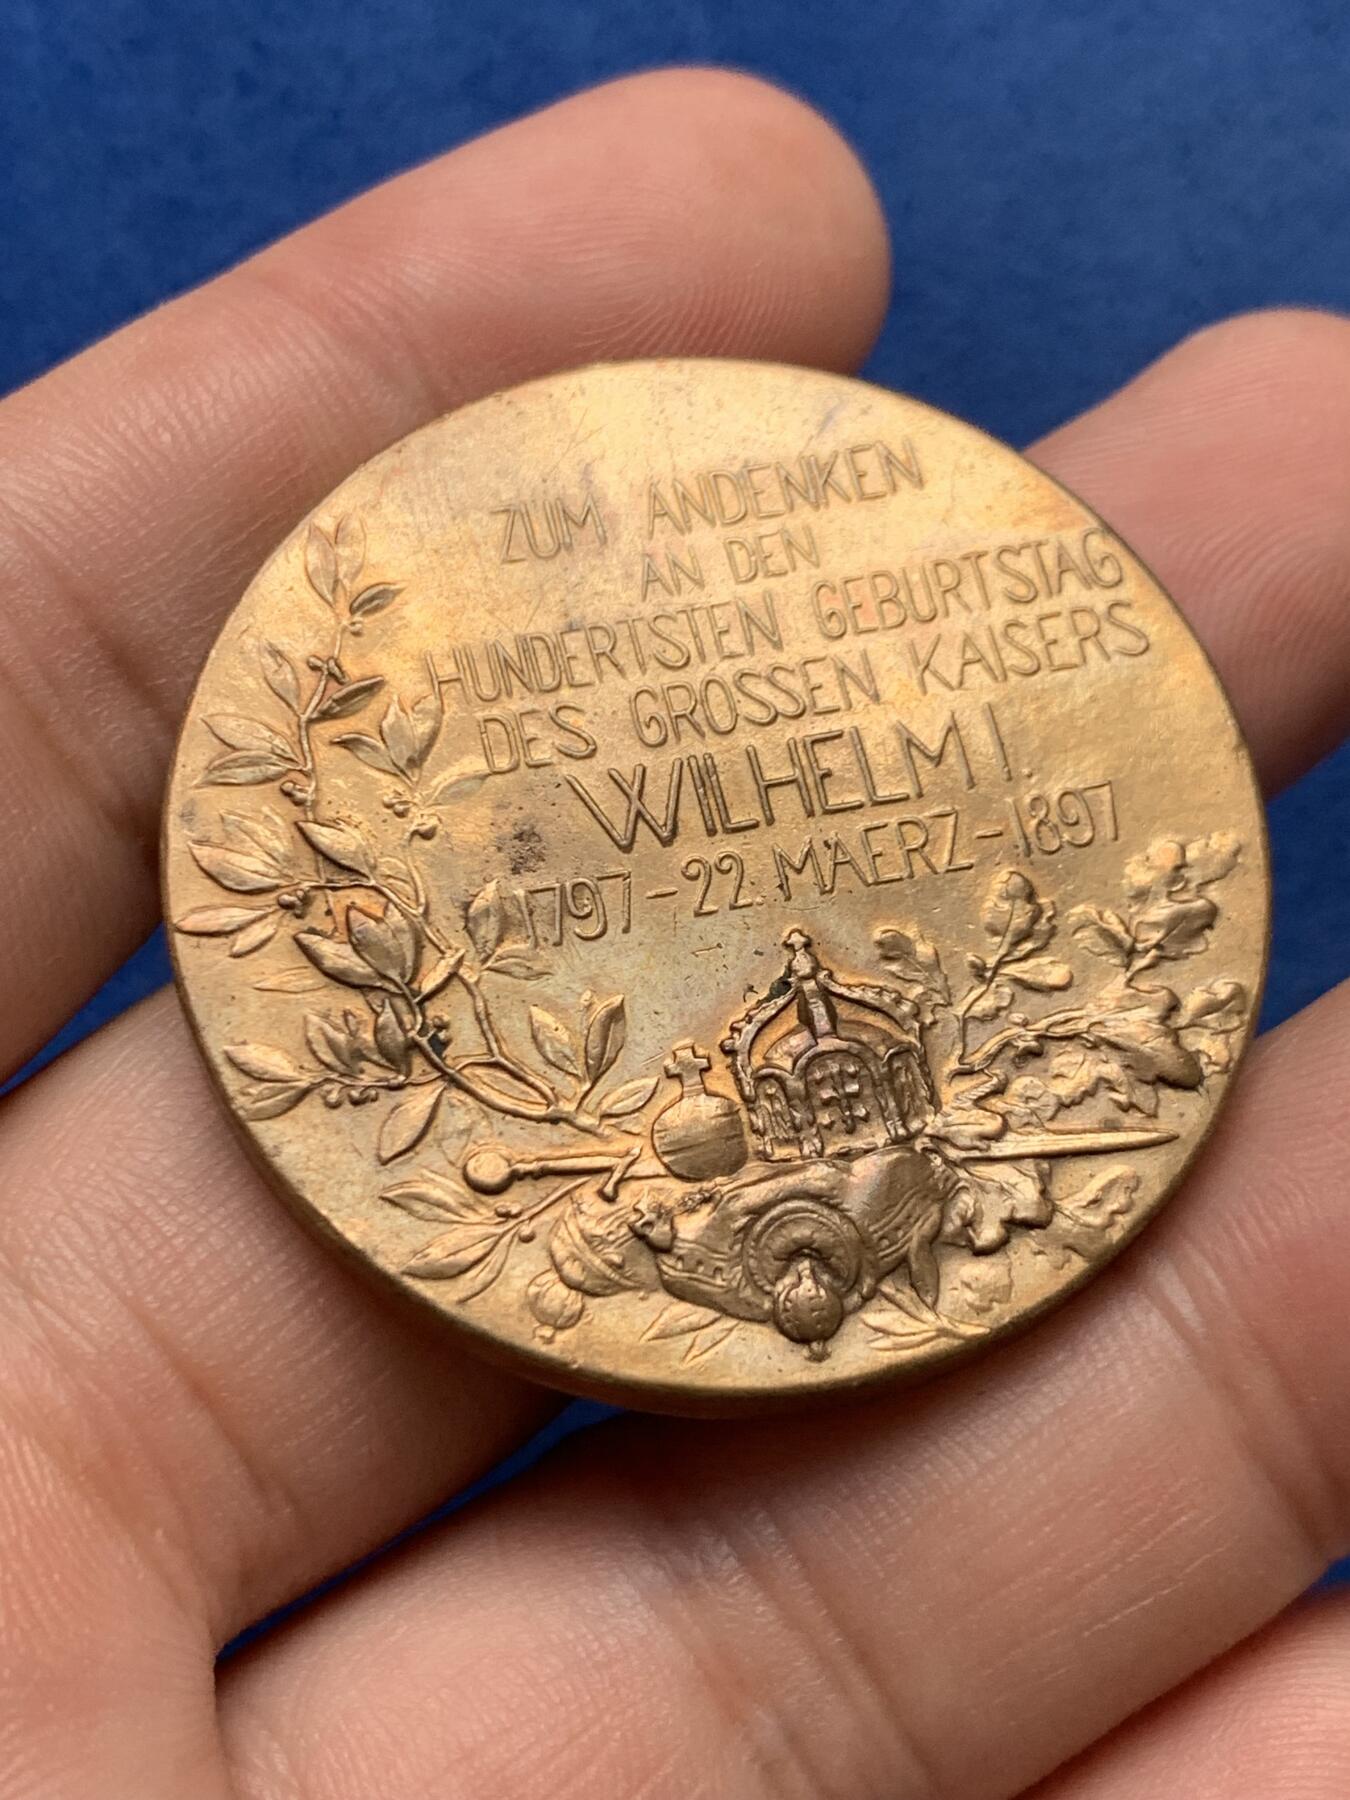 ZUM ANDENKEN
AN DEN
HUNDERTSTEN GEBURTSTAG
DES GROSSEN KAISERS
WILHELM I.
1797-22. MAERZ-1897